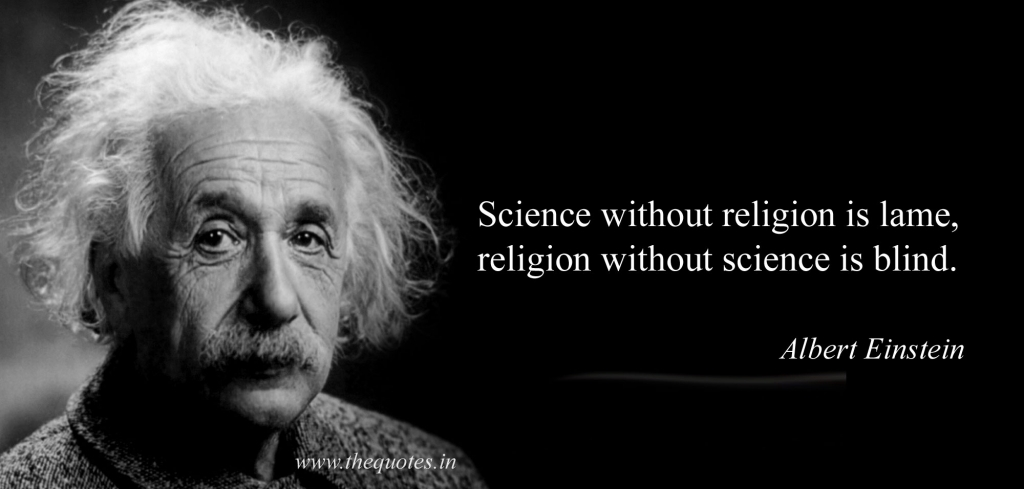 Science without religion is lame,
religion without science is blind.
Albert Einstein
www.thequotes.in